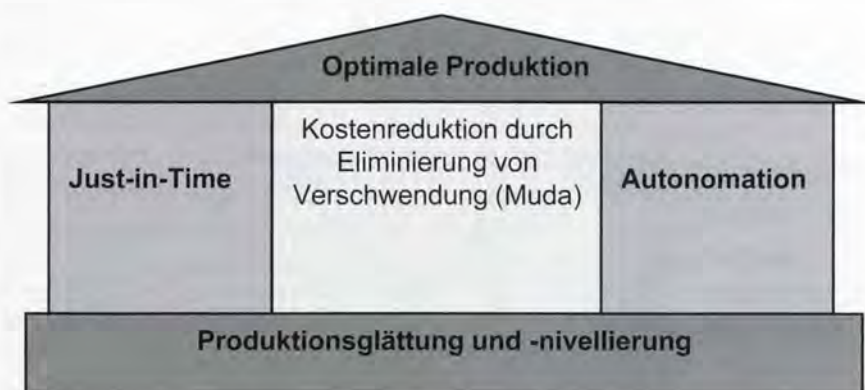 Optimale Produktion
Just-in-Time
Kostenreduktion durch
Eliminierung von
Verschwendung (Muda)
Autonomation
Produktionsglättung und -nivellierung